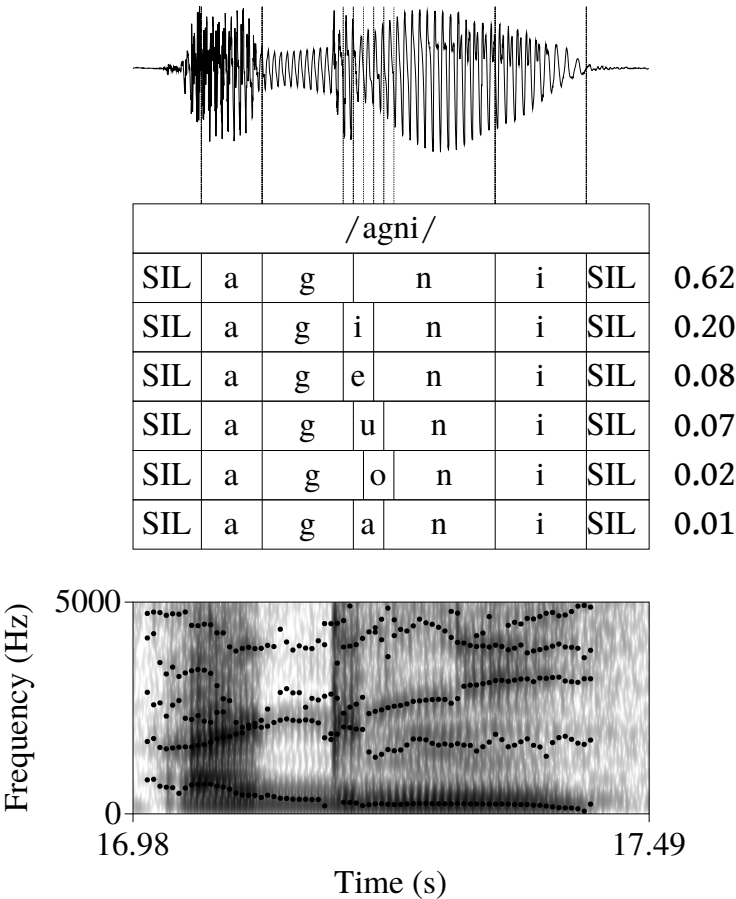 /agni/
SIL a g n i SIL 0.62
SIL a g i n i SIL 0.20
SIL a g e n i SIL 0.08
SIL a g u n i SIL 0.07
SIL a g o n i SIL 0.02
SIL a g a n i SIL 0.01
5000
Frequency (Hz)
0
16.98 17.49
Time (s)